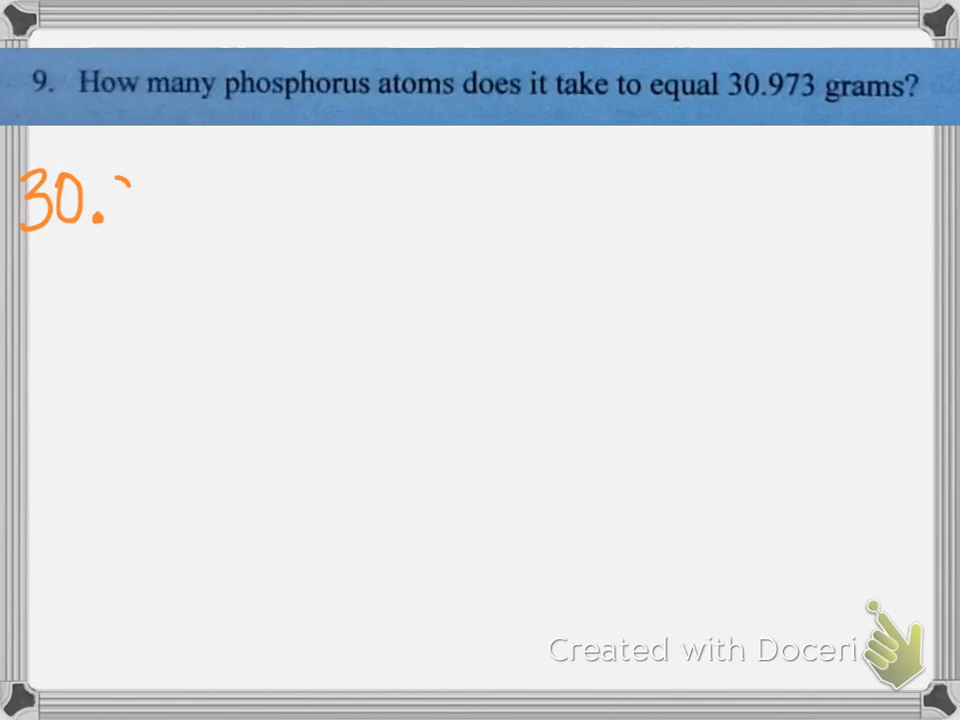 9. How many phosphorus atoms does it take to equal 30.973 grams?
30.
Created with Doceri